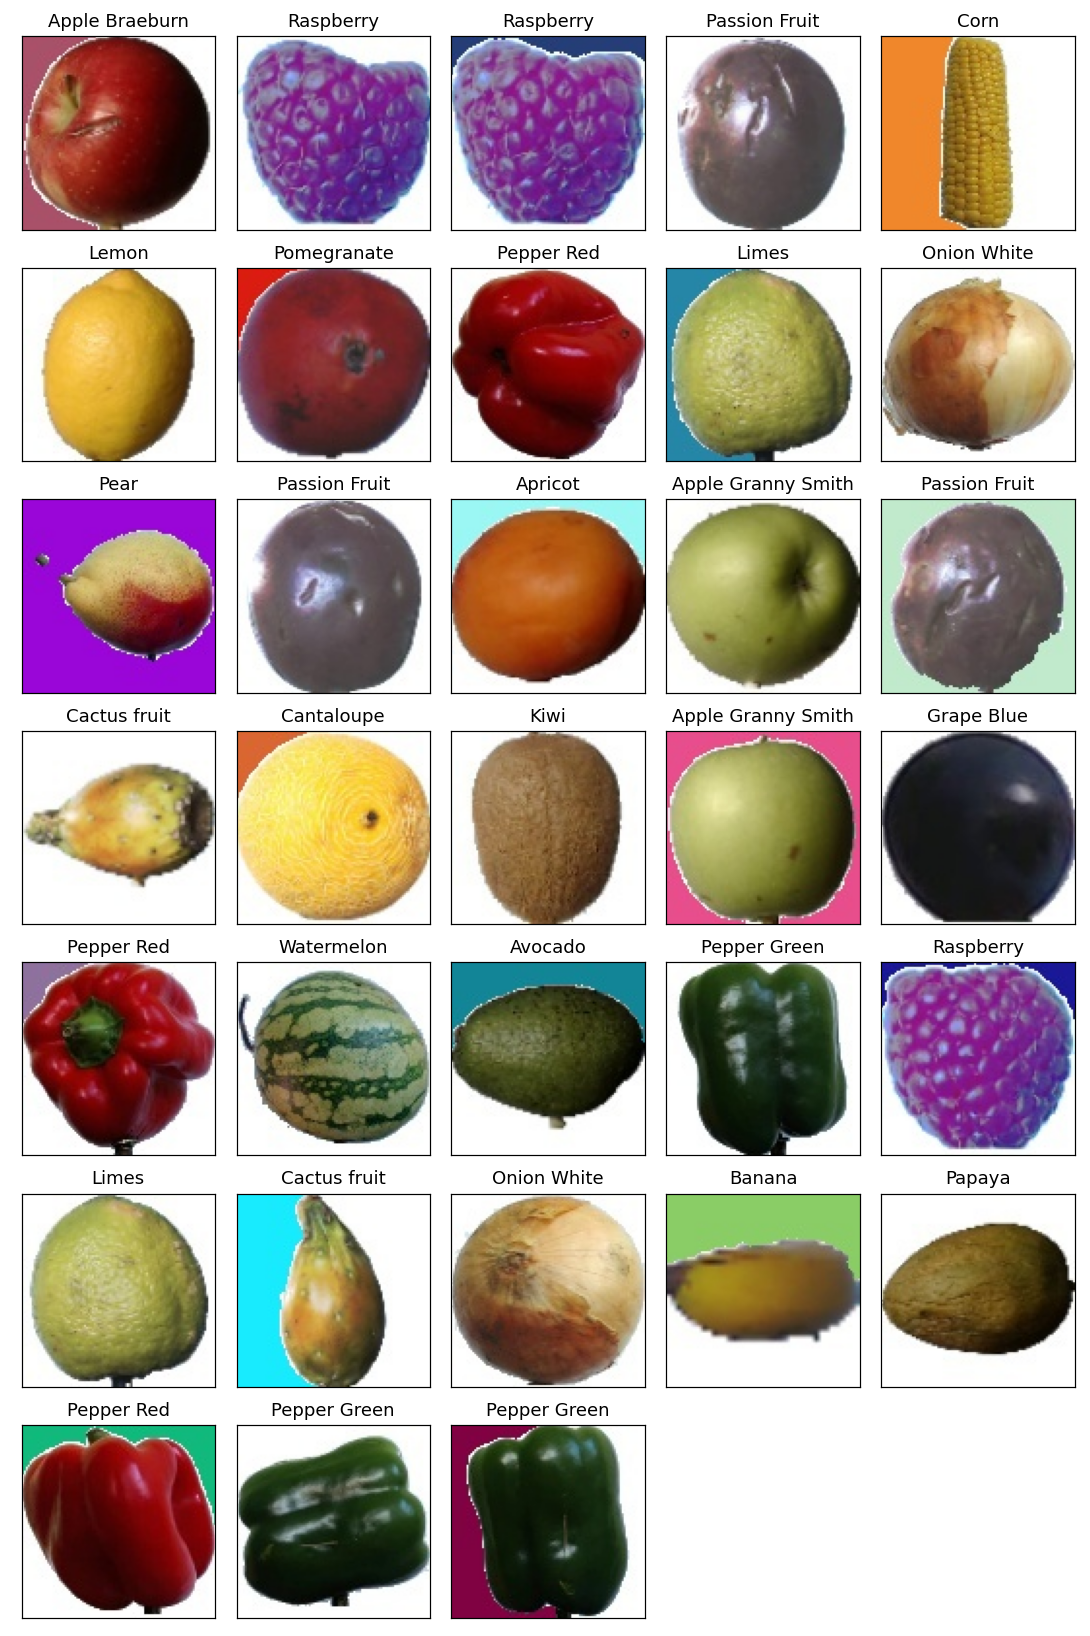 Apple Braeburn
Raspberry
Raspberry
Passion Fruit
Corn
Lemon
Pomegranate
Pepper Red
Limes
Onion White
Pear
Passion Fruit
Apricot
Apple Granny Smith
Passion Fruit
Cactus fruit
Cantaloupe
Kiwi
Apple Granny Smith
Grape Blue
Pepper Red
Watermelon
Avocado
Pepper Green
Raspberry
Limes
Cactus fruit
Onion White
Banana
Papaya
Pepper Red
Pepper Green
Pepper Green